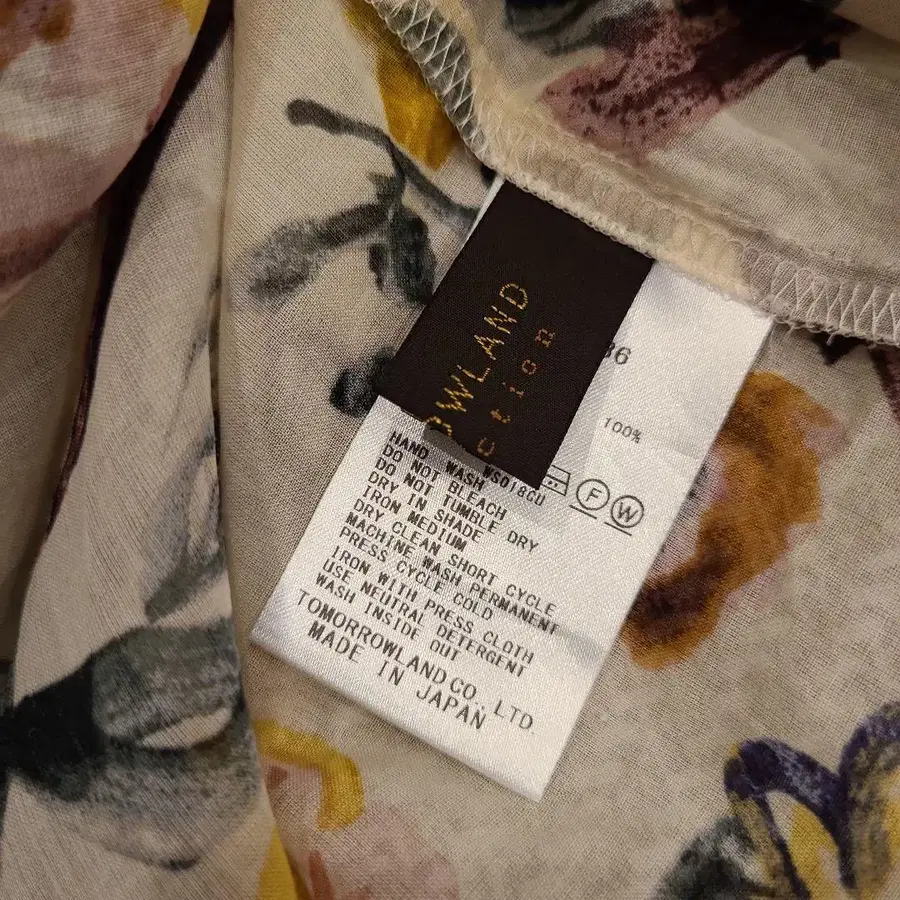 OWLAND
ction
36
100%
F W
WS018CU
HAND WASH
DO NOT BLEACH
DO NOT TUMBLE DRY
DRY IN SHADE
IRON MEDIUM
DRY CLEAN SHORT CYCLE
MACHINE WASH PERMANENT
PRESS CYCLE COLD
IRON WITH PRESS CLOTH
USE NEUTRAL DETERGENT
WASH INSIDE OUT
TOMORROWLAND CO., LTD.
MADE IN JAPAN